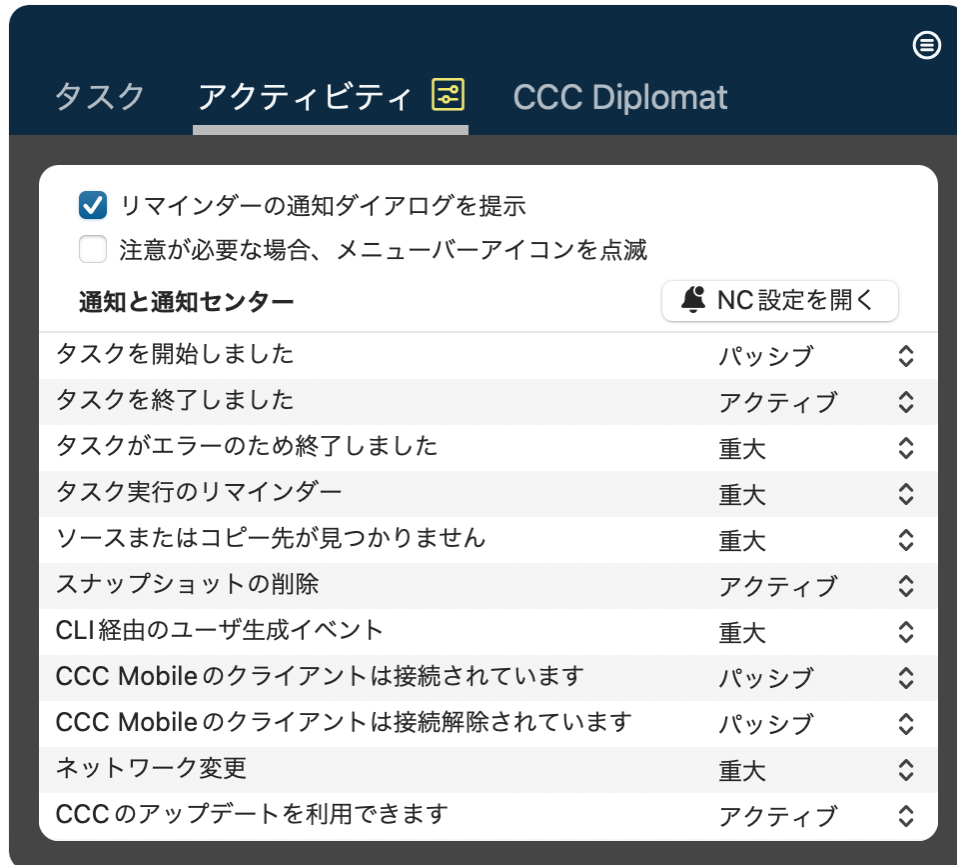 タスク アクティビティ CCC Diplomat
リマインダーの通知ダイアログを提示
注意が必要な場合、メニューバーアイコンを点滅
通知と通知センター NC 設定を開く
タスクを開始しました パッシブ
タスクを終了しました アクティブ
タスクがエラーのため終了しました 重大
タスク実行のリマインダー 重大
ソースまたはコピー先が見つかりません 重大
スナップショットの削除 アクティブ
CLI 経由のユーザ生成イベント 重大
CCC Mobile のクライアントは接続されています パッシブ
CCC Mobile のクライアントは接続解除されています パッシブ
ネットワーク変更 重大
CCC のアップデートを利用できます アクティブ